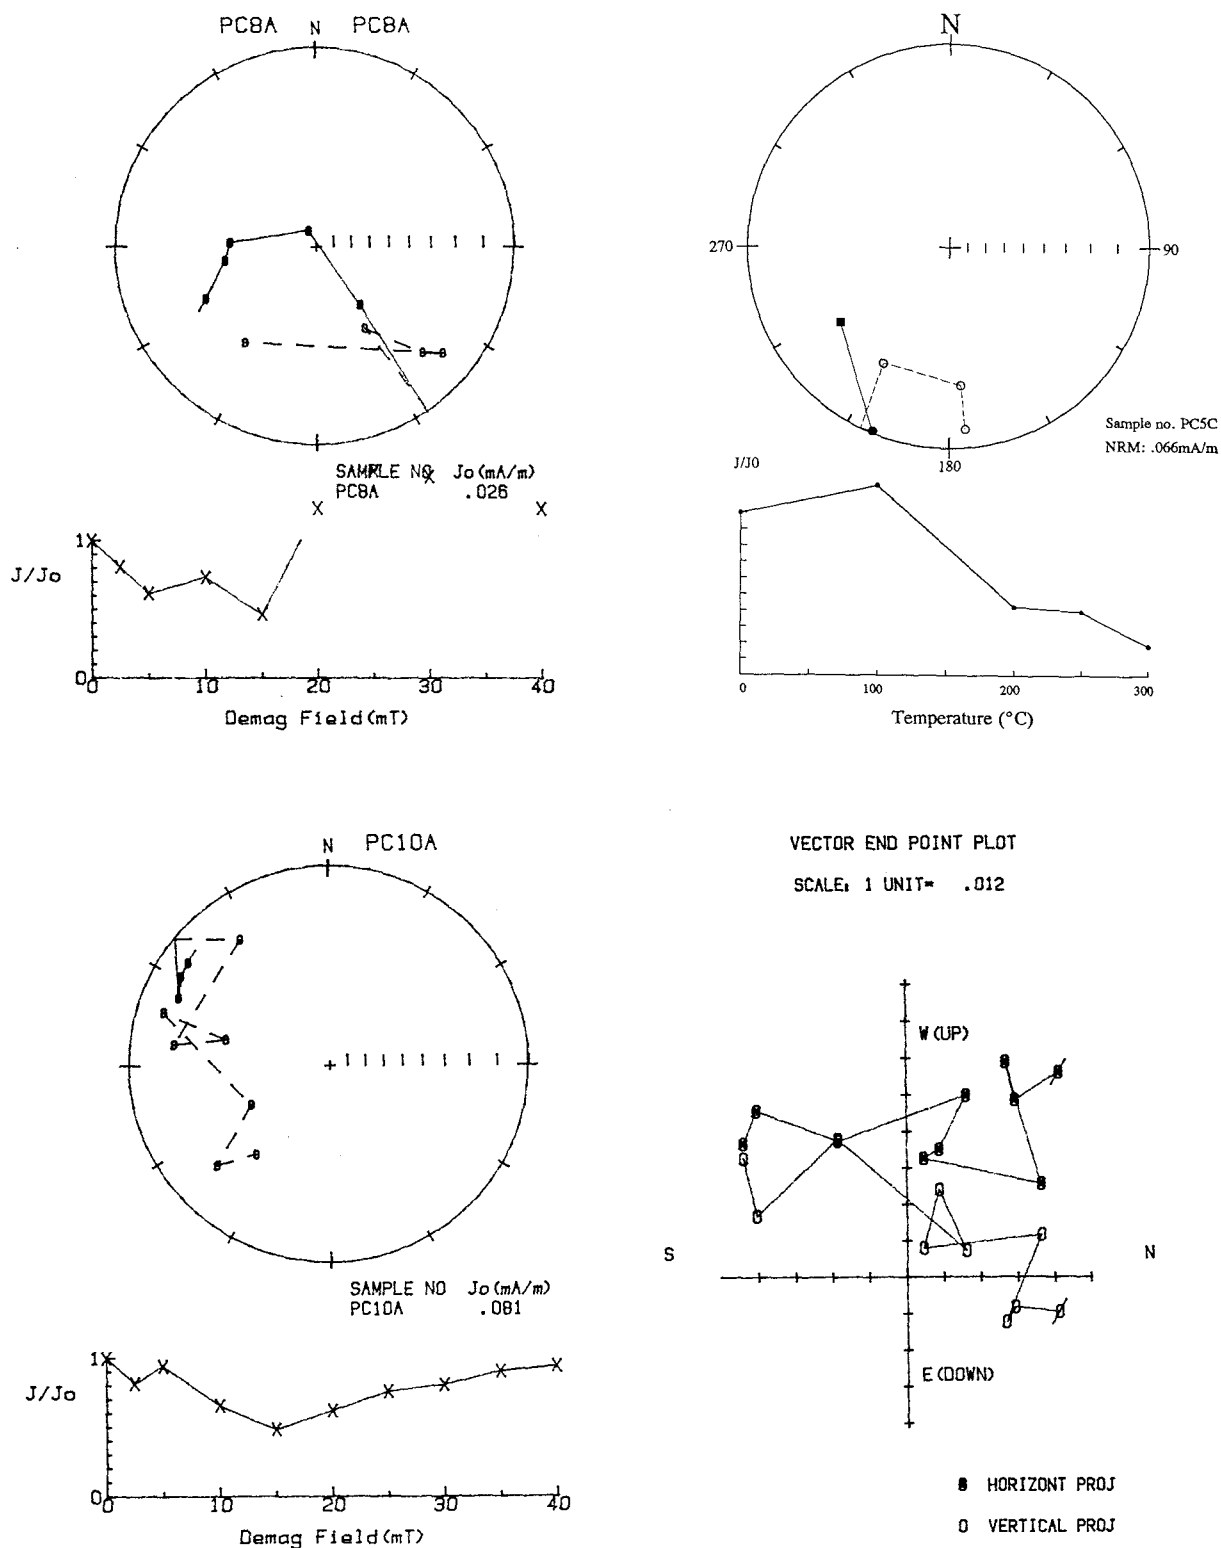 PC8A N PC8A
SAMPLE NO Jo(mA/m)
PC8A .026
J/Jo
1
0
0 10 20 30 40
Demag Field(mT)
N
270
90
180
Sample no. PC5C
NRM: .066mA/m
J/J0
0 100 200 300
Temperature (°C)
N PC10A
SAMPLE NO Jo(mA/m)
PC10A .081
J/Jo
1
0
0 10 20 30 40
Demag Field(mT)
VECTOR END POINT PLOT
SCALE: 1 UNIT= .012
W(UP)
S
N
E(DOWN)
HORIZONT PROJ
VERTICAL PROJ